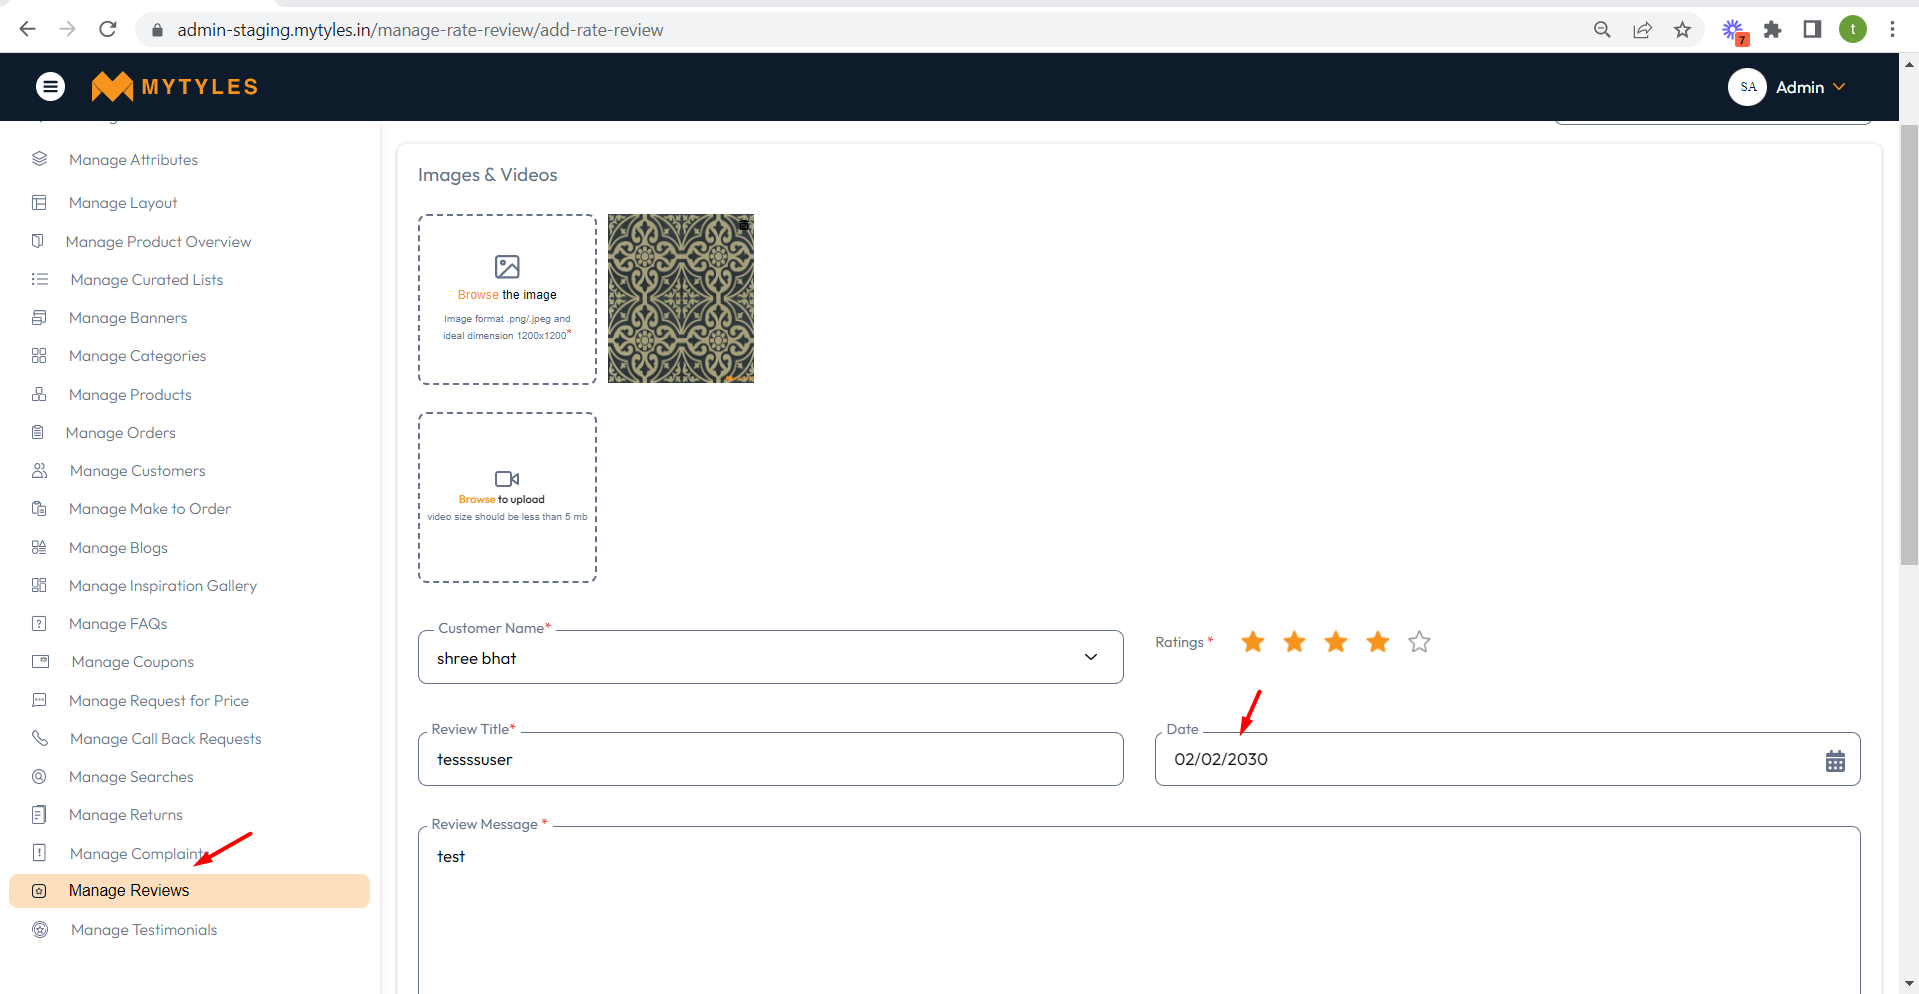 admin-staging.mytyles.in/manage-rate-review/add-rate-review
7
t
MYTYLES
SA
Admin
Manage Attributes
Manage Layout
Manage Product Overview
Manage Curated Lists
Manage Banners
Manage Categories
Manage Products
Manage Orders
Manage Customers
Manage Make to Order
Manage Blogs
Manage Inspiration Gallery
Manage FAQs
Manage Coupons
Manage Request for Price
Manage Call Back Requests
Manage Searches
Manage Returns
Manage Complaints
Manage Reviews
Manage Testimonials
Images & Videos
Browse the image
Image format .png/.jpeg and
ideal dimension 1200x1200*
Browse to upload
video size should be less than 5 mb
Customer Name*
shree bhat
Ratings *
Review Title*
tessssuser
Date
02/02/2030
Review Message *
test